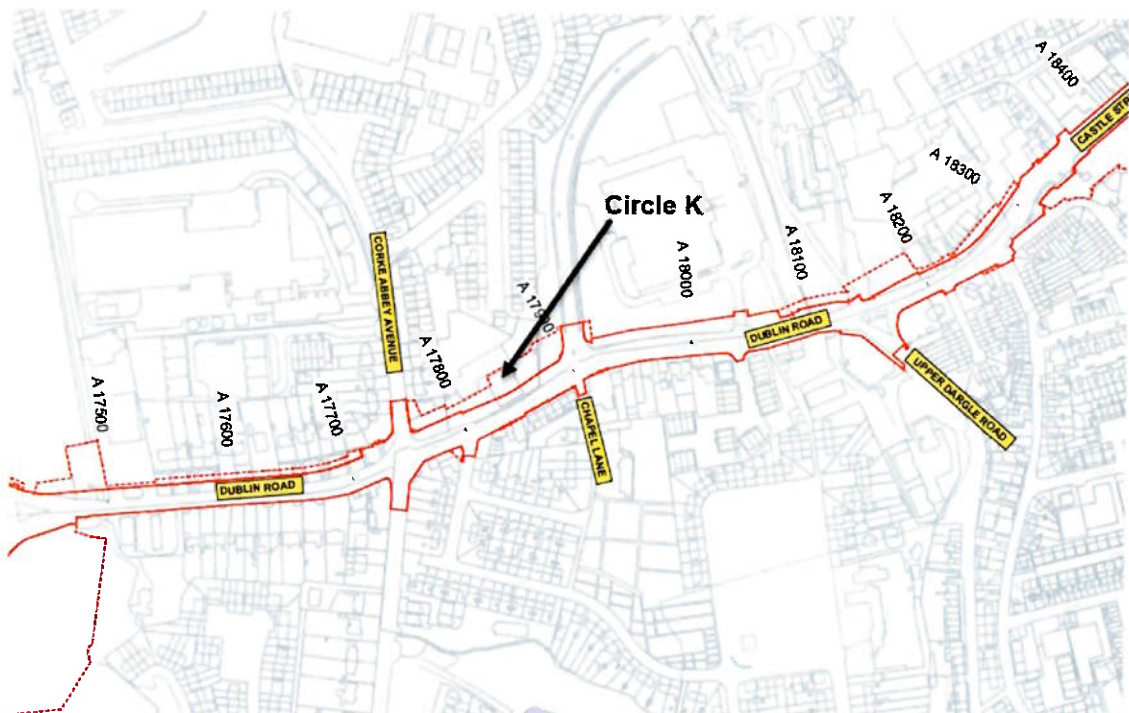 A 18400
CASTLE STR
A 18300
Circle K
A 18200
A 18100
A 18000
CORKE ABBEY AVENUE
A 17900
A 17800
DUBLIN ROAD
A 17700
A 17600
A 17500
UPPER DARGLE ROAD
CHAPEL LANE
DUBLIN ROAD